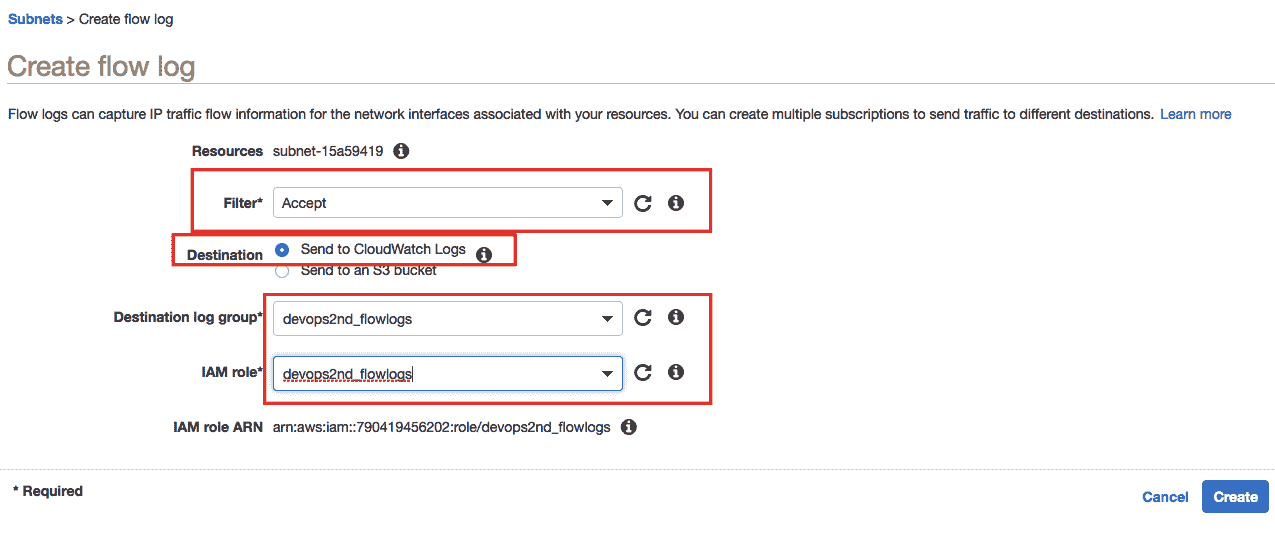 Subnets > Create flow log
Create flow log
Flow logs can capture IP traffic flow information for the network interfaces associated with your resources. You can create multiple subscriptions to send traffic to different destinations. Learn more
Resources subnet-15a59419
Filter* Accept
Destination Send to CloudWatch Logs
Send to an S3 bucket
Destination log group* devops2nd_flowlogs
IAM role* devops2nd_flowlogs
IAM role ARN arn:aws:iam::790419456202:role/devops2nd_flowlogs
* Required
Cancel Create